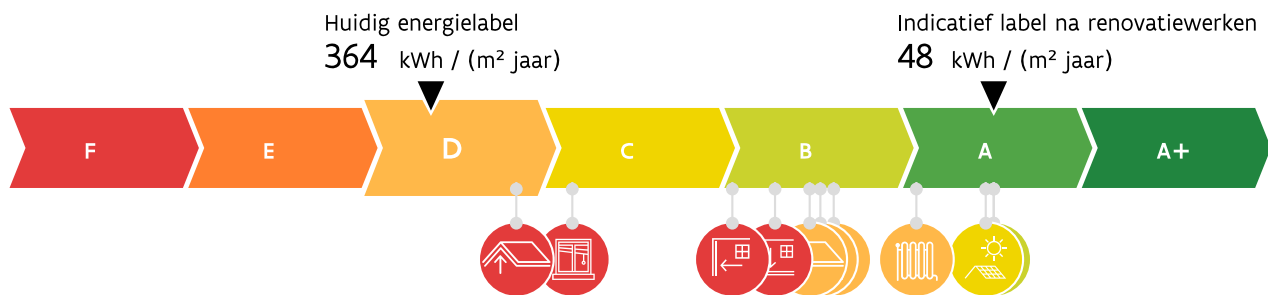 Huidig energielabel
364 kWh / (m² jaar)
Indicatief label na renovatiewerken
48 kWh / (m² jaar)
F
E
D
C
B
A
A+